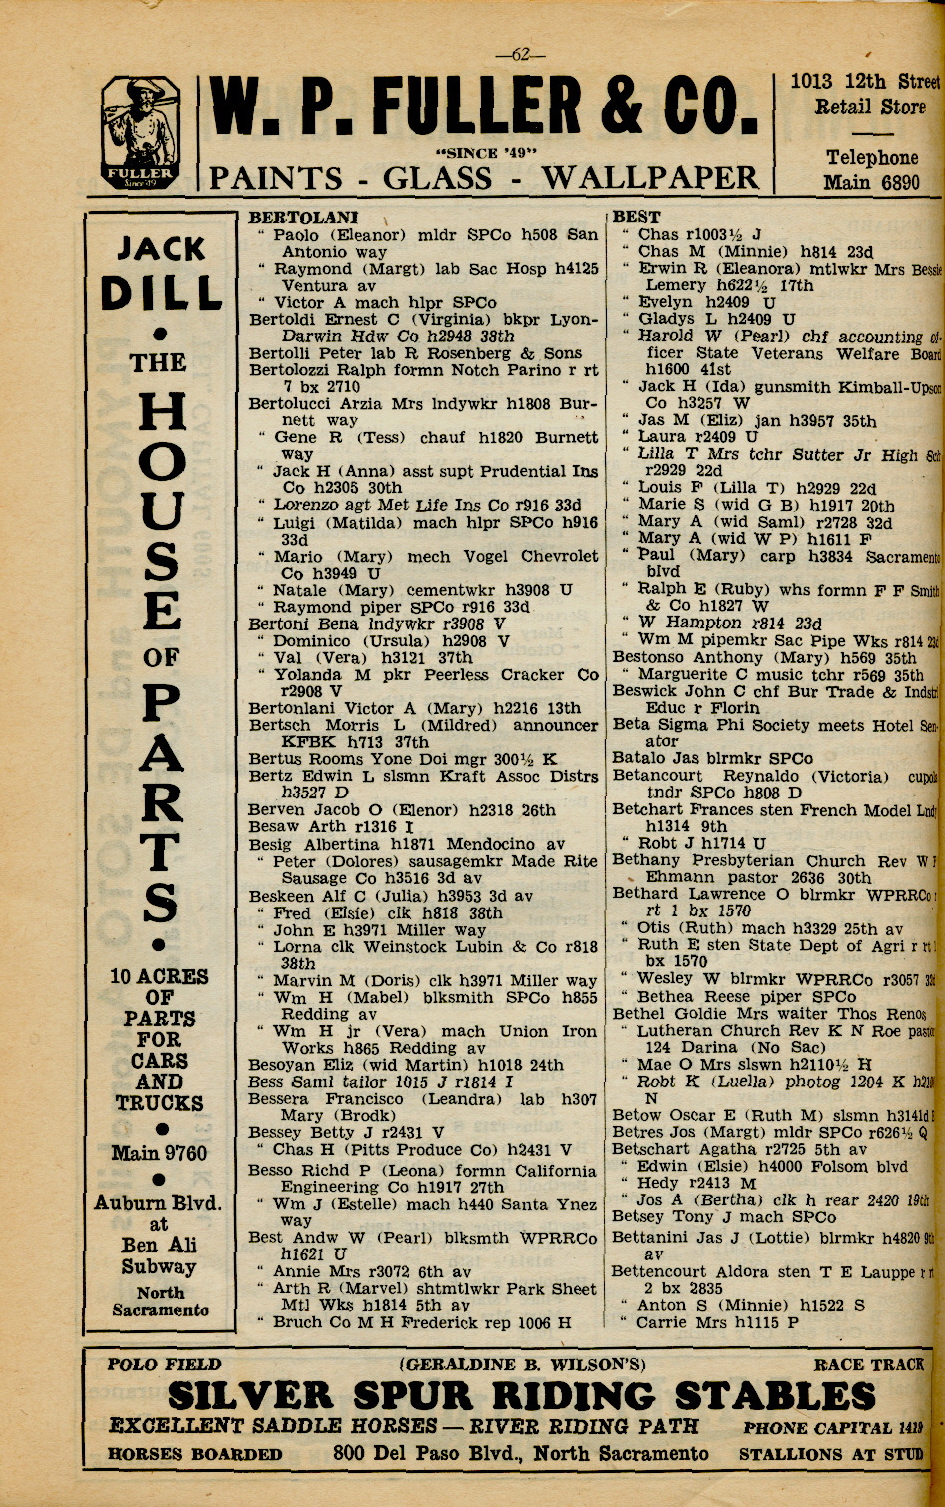 —62—
FULLER
Since '49
W. P. FULLER & CO.
"SINCE '49"
PAINTS - GLASS - WALLPAPER
1013 12th Street
Retail Store
Telephone
Main 6890
JACK
DILL
•
THE
HOUSE
OF
PARTS
•
10 ACRES
OF
PARTS
FOR
CARS
AND
TRUCKS
•
Main 9760
•
Auburn Blvd.
at
Ben Ali
Subway
North
Sacramento
BERTOLANI
" Paolo (Eleanor) mldr SPCo h508 San
Antonio way
" Raymond (Margt) lab Sac Hosp h4125
Ventura av
" Victor A mach hlpr SPCo
Bertoldi Ernest C (Virginia) bkpr Lyon-
Darwin Hdw Co h2948 38th
Bertolli Peter lab R Rosenberg & Sons
Bertolozzi Ralph formn Notch Parino r rt
7 bx 2710
Bertolucci Arzia Mrs lndywkr h1808 Bur-
nett way
" Gene R (Tess) chauf h1820 Burnett
way
" Jack H (Anna) asst supt Prudential Ins
Co h2305 30th
" Lorenzo agt Met Life Ins Co r916 33d
" Luigi (Matilda) mach hlpr SPCo h916
33d
" Mario (Mary) mech Vogel Chevrolet
Co h3949 U
" Natale (Mary) cementwkr h3908 U
" Raymond piper SPCo r916 33d
Bertoni Bena lndywkr r3908 V
" Dominico (Ursula) h2908 V
" Val (Vera) h3121 37th
" Yolanda M pkr Peerless Cracker Co
r2908 V
Bertonlani Victor A (Mary) h2216 13th
Bertsch Morris L (Mildred) announcer
KFBK h713 37th
Bertus Rooms Yone Doi mgr 300½ K
Bertz Edwin L slsmn Kraft Assoc Distrs
h3527 D
Berven Jacob O (Elenor) h2318 26th
Besaw Arth r1316 I
Besig Albertina h1871 Mendocino av
" Peter (Dolores) sausagemkr Made Rite
Sausage Co h3516 3d av
Beskeen Alf C (Julia) h3953 3d av
" Fred (Elsie) clk h818 38th
" John E h3971 Miller way
" Lorna clk Weinstock Lubin & Co r818
38th
" Marvin M (Doris) clk h3971 Miller way
" Wm H (Mabel) blksmith SPCo h855
Redding av
" Wm H jr (Vera) mach Union Iron
Works h865 Redding av
Besoyan Eliz (wid Martin) h1018 24th
Bess Saml tailor 1015 J r1814 I
Bessera Francisco (Leandra) lab h307
Mary (Brodk)
Bessey Betty J r2431 V
" Chas H (Pitts Produce Co) h2431 V
Besso Richd P (Leona) formn California
Engineering Co h1917 27th
" Wm J (Estelle) mach h440 Santa Ynez
way
Best Andw W (Pearl) blksmth WPRRCo
h1621 U
" Annie Mrs r3072 6th av
" Arth R (Marvel) shtmtlwkr Park Sheet
Mtl Wks h1814 5th av
" Bruch Co M H Frederick rep 1006 H
BEST
" Chas r1003½ J
" Chas M (Minnie) h814 23d
" Erwin R (Eleanora) mtlwkr Mrs Bessie
Lemery h622½ 17th
" Evelyn h2409 U
" Gladys L h2409 U
" Harold W (Pearl) chf accounting of-
ficer State Veterans Welfare Board
h1600 41st
" Jack H (Ida) gunsmith Kimball-Upson
Co h3257 W
" Jas M (Eliz) jan h3957 35th
" Laura r2409 U
" Lilla T Mrs tchr Sutter Jr High Sch
r2929 22d
" Louis F (Lilla T) h2929 22d
" Marie S (wid G B) h1917 20th
" Mary A (wid Saml) r2728 32d
" Mary A (wid W P) h1611 F
" Paul (Mary) carp h3834 Sacramento
blvd
" Ralph E (Ruby) whs formn F F Smith
& Co h1827 W
" W Hampton r814 23d
" Wm M pipemkr Sac Pipe Wks r814 23d
Bestonso Anthony (Mary) h569 35th
" Marguerite C music tchr r569 35th
Beswick John C chf Bur Trade & Indstrl
Educ r Florin
Beta Sigma Phi Society meets Hotel Sen-
ator
Batalo Jas blrmkr SPCo
Betancourt Reynaldo (Victoria) cupola
tndr SPCo h808 D
Betchart Frances sten French Model Lndy
h1314 9th
" Robt J h1714 U
Bethany Presbyterian Church Rev W F
Ehmann pastor 2636 30th
Bethard Lawrence O blrmkr WPRRCo r
rt 1 bx 1570
" Otis (Ruth) mach h3329 25th av
" Ruth E sten State Dept of Agri r rt 1
bx 1570
" Wesley W blrmkr WPRRCo r3057 33d
" Bethea Reese piper SPCo
Bethel Goldie Mrs waiter Thos Renos
" Lutheran Church Rev K N Roe pastor
124 Darina (No Sac)
" Mae O Mrs slswn h2110½ H
" Robt K (Luella) photog 1204 K
N
Betow Oscar E (Ruth M) slsmn
Betres Jos (Margt) mldr SPCo r626½ Q
Betschart Agatha r2725 5th av
" Edwin (Elsie) h4000 Folsom blvd
" Hedy r2413 M
" Jos A (Bertha) clk h rear 2420 19th
Betsey Tony J mach SPCo
Bettanini Jas J (Lottie) blrmkr h4820 9th
av
Bettencourt Aldora sten T E Lauppe r rt
2 bx 2835
" Anton S (Minnie) h1522 S
" Carrie Mrs h1115 P
POLO FIELD (GERALDINE B. WILSON'S) RACE TRACK
SILVER SPUR RIDING STABLES
EXCELLENT SADDLE HORSES — RIVER RIDING PATH PHONE CAPITAL 1419
HORSES BOARDED 800 Del Paso Blvd., North Sacramento STALLIONS AT STUD